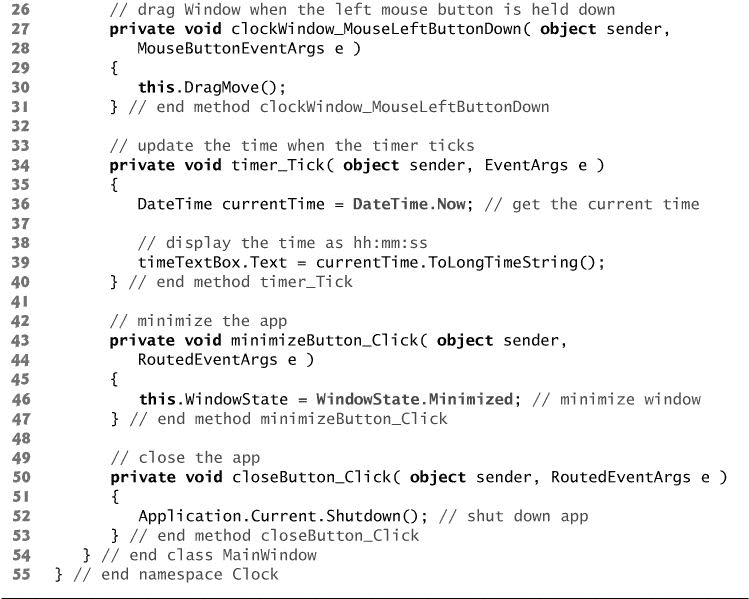 26 // drag Window when the left mouse button is held down
27 private void clockWindow_MouseLeftButtonDown( object sender,
28 MouseButtonEventArgs e )
29 {
30 this.DragMove();
31 } // end method clockWindow_MouseLeftButtonDown
32
33 // update the time when the timer ticks
34 private void timer_Tick( object sender, EventArgs e )
35 {
36 DateTime currentTime = DateTime.Now; // get the current time
37
38 // display the time as hh:mm:ss
39 timeTextBox.Text = currentTime.ToLongTimeString();
40 } // end method timer_Tick
41
42 // minimize the app
43 private void minimizeButton_Click( object sender,
44 RoutedEventArgs e )
45 {
46 this.WindowState = WindowState.Minimized; // minimize window
47 } // end method minimizeButton_Click
48
49 // close the app
50 private void closeButton_Click( object sender, RoutedEventArgs e )
51 {
52 Application.Current.Shutdown(); // shut down app
53 } // end method closeButton_Click
54 } // end class MainWindow
55 } // end namespace Clock